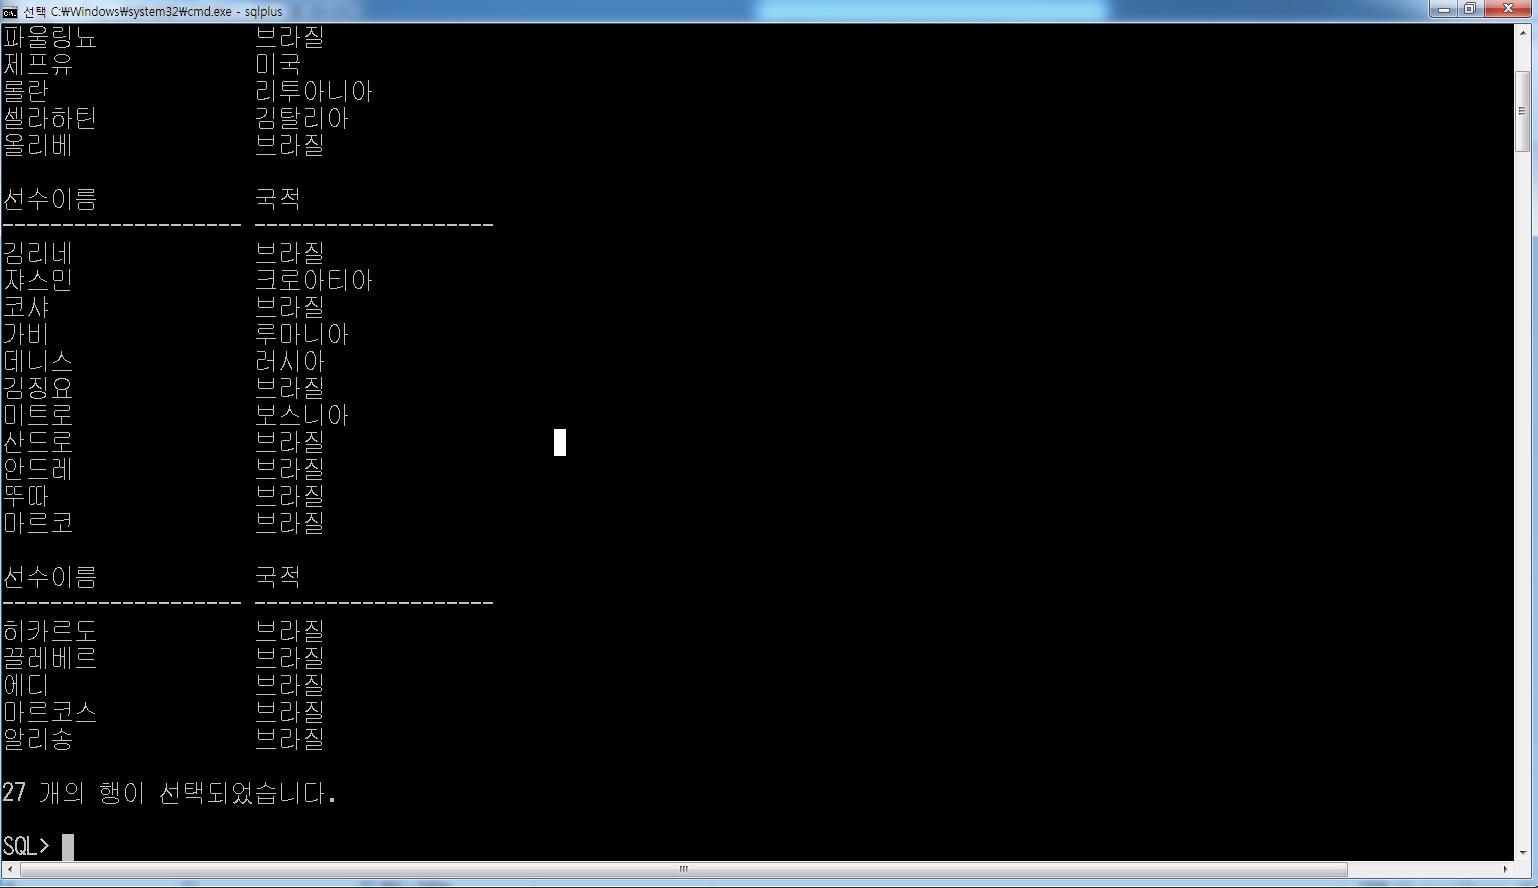 선택 C:₩Windows₩system32₩cmd.exe - sqlplus
파울링뇨 브라질
제프유 미국
롤란 리투아니아
셀라하틴 김탈리아
올리베 브라질
선수이름 국적
-------------------- --------------------
김리네 브라질
쟈스민 크로아티아
코샤 브라질
가비 루마니아
데니스 러시아
김징요 브라질
미트로 보스니아
산드로 브라질
안드레 브라질
뚜따 브라질
마르코 브라질
선수이름 국적
-------------------- --------------------
히카르도 브라질
끌레베르 브라질
에디 브라질
마르코스 브라질
알리송 브라질
27 개의 행이 선택되었습니다.
SQL>